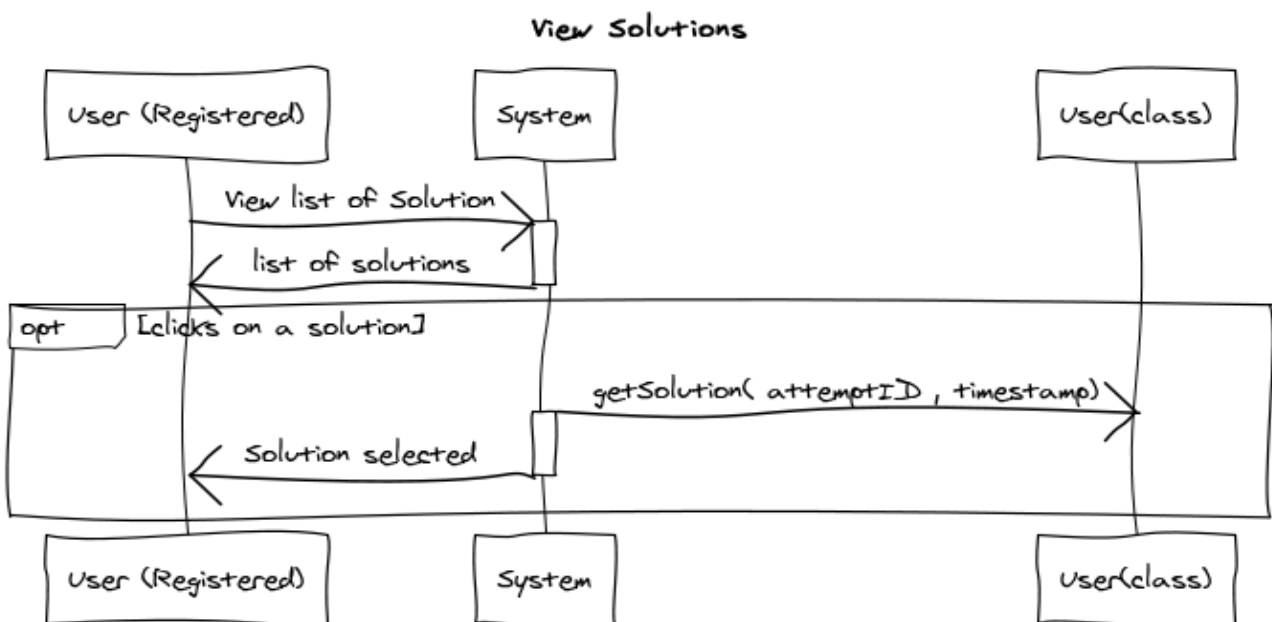 View Solutions
User (Registered)
System
User(class)
View list of Solution
list of solutions
opt
[clicks on a solution]
getSolution( attemptID , timestamp)
Solution selected
User (Registered)
System
User(class)